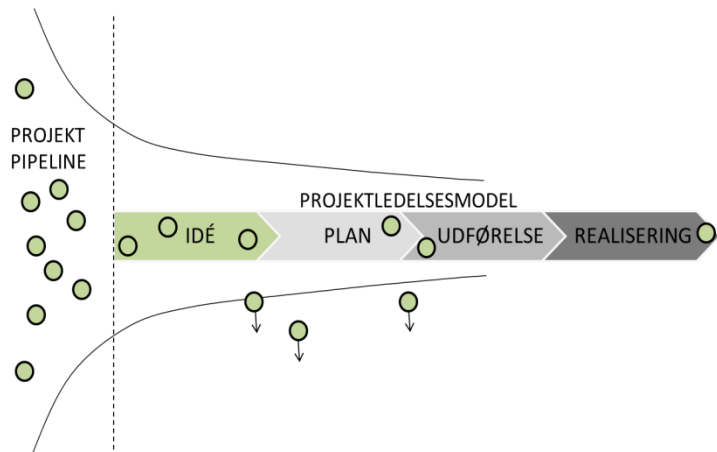 PROJEKT
PIPELINE
PROJEKTLEDELSESMODEL
IDÉ
PLAN
UDFØRELSE
REALISERING